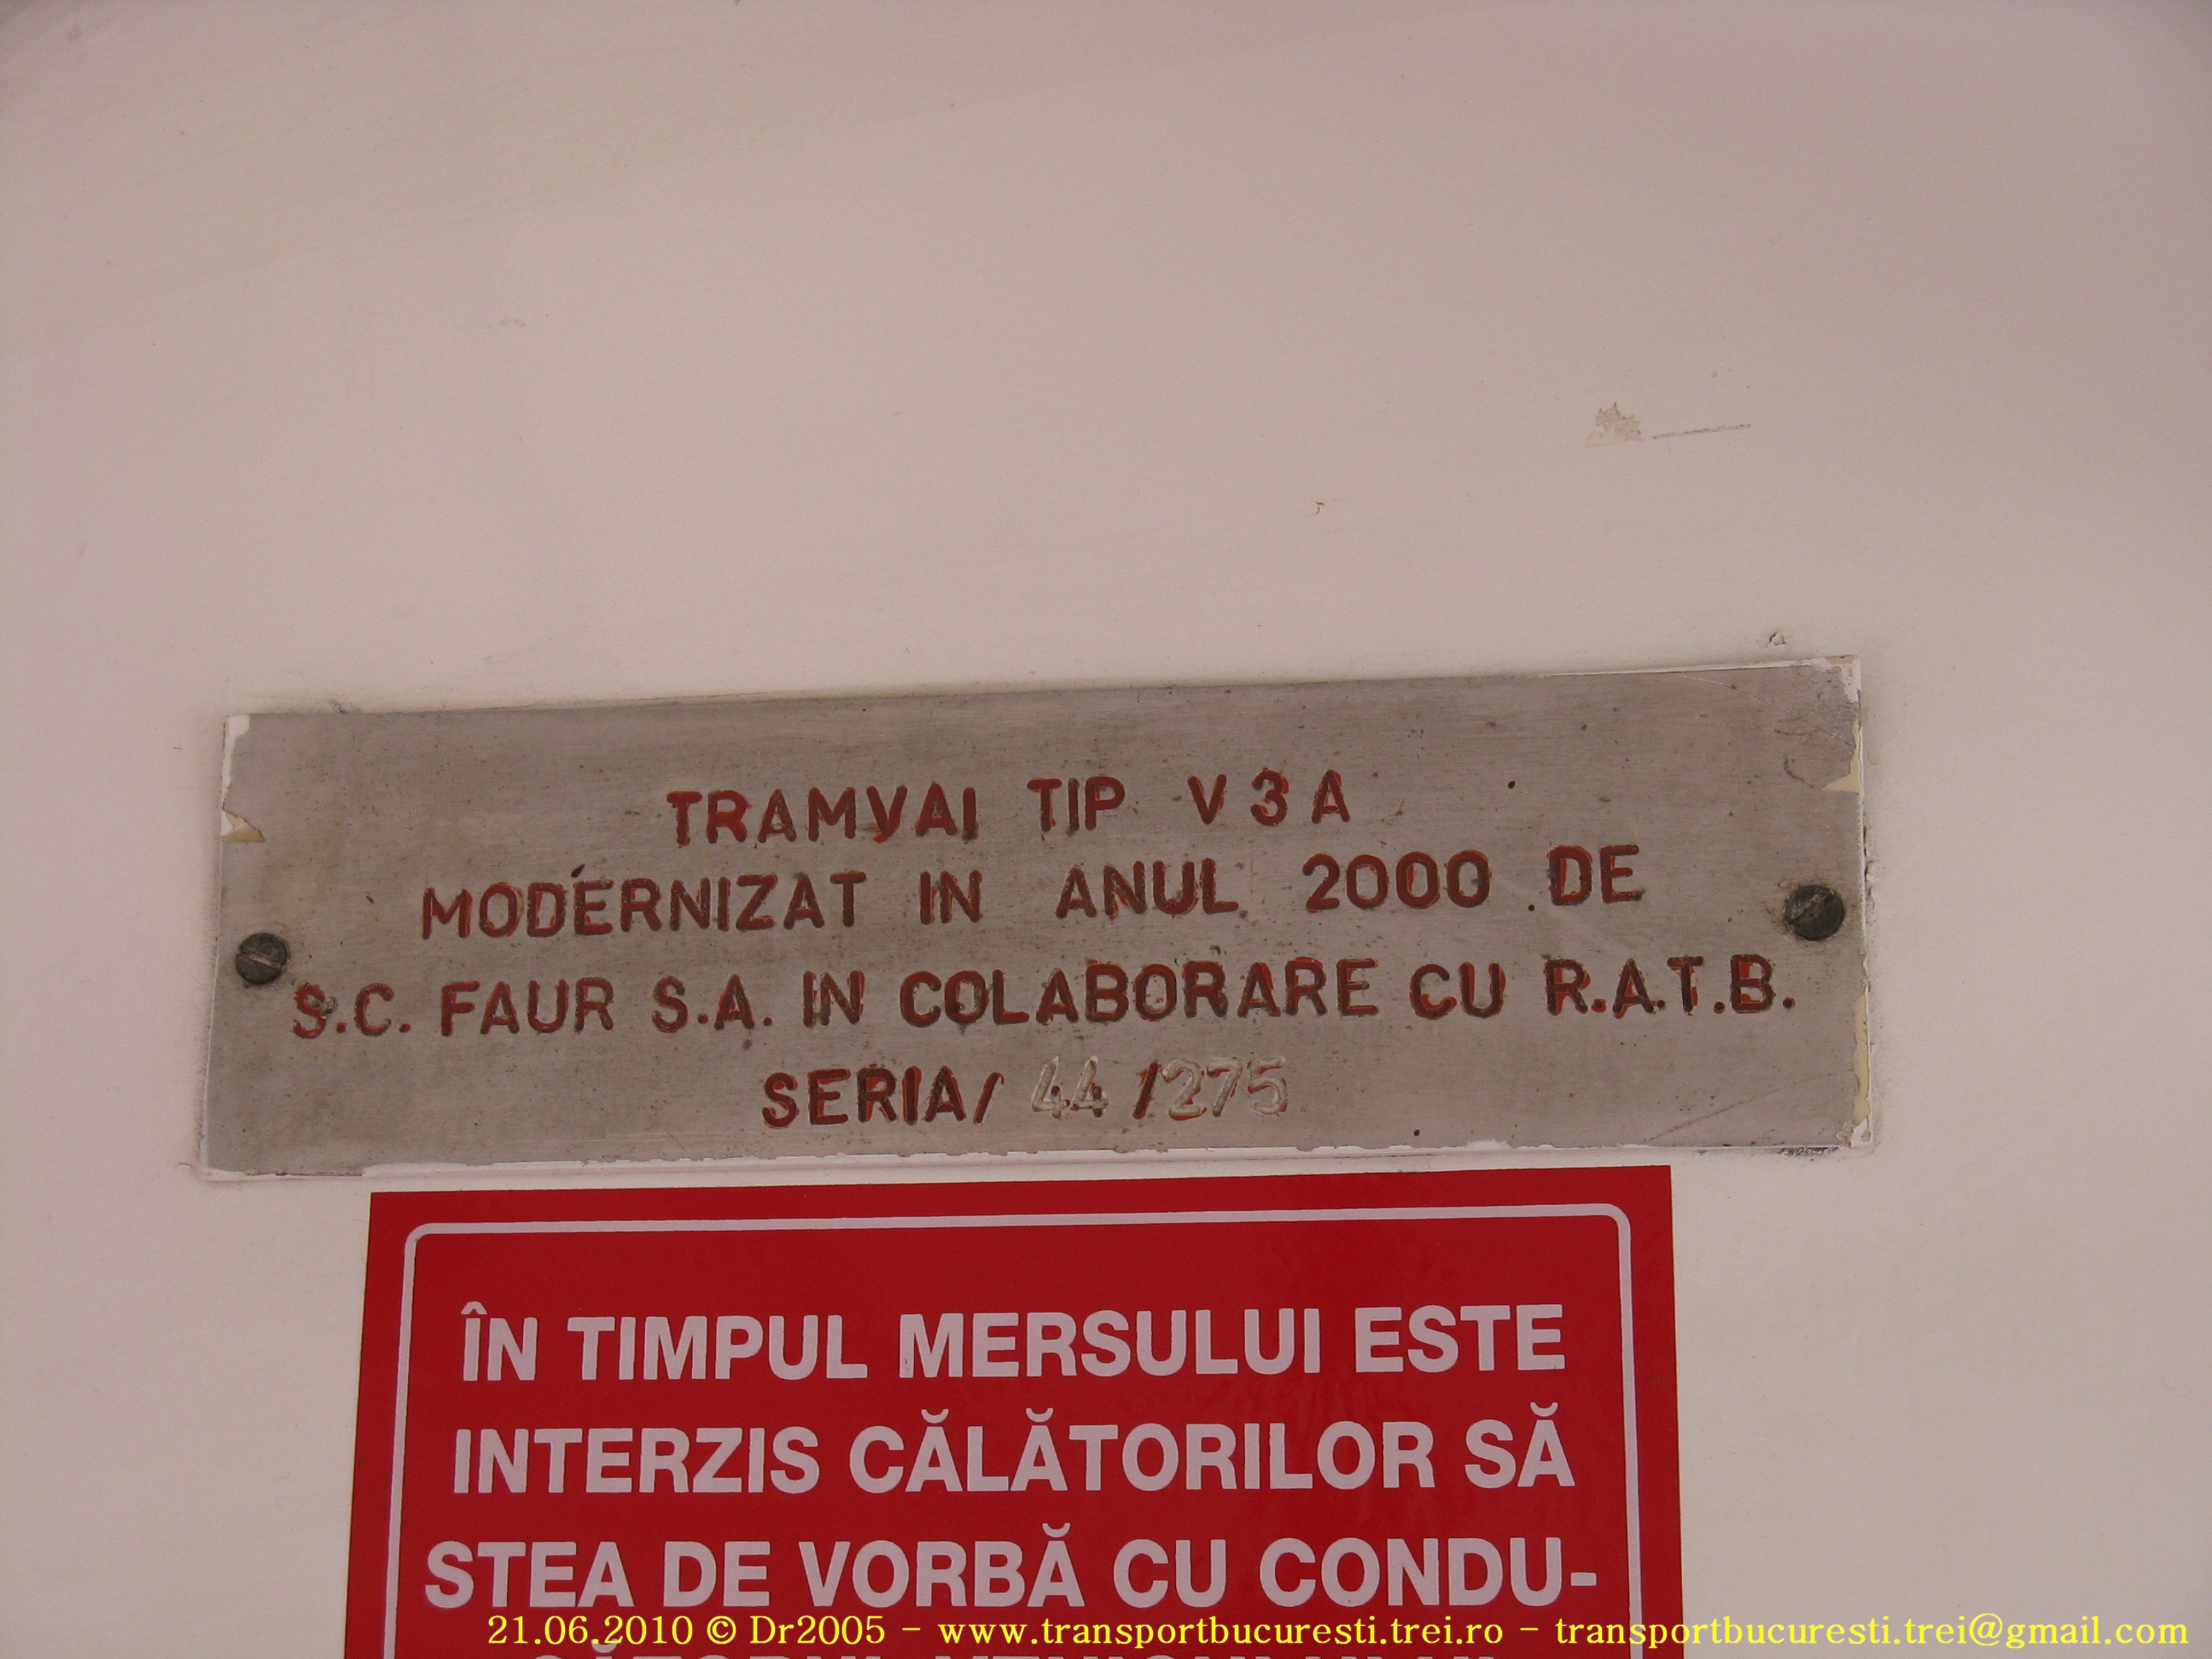 TRAMVAI TIP V3A
MODERNIZAT IN ANUL 2000 DE
S.C. FAUR S.A. IN COLABORARE CU R.A.T.B.
SERIA/ 44 /275
ÎN TIMPUL MERSULUI ESTE
INTERZIS CĂLĂTORILOR SĂ
STEA DE VORBĂ CU CONDU-
21.06.2010 © Dr2005 - www.transportbucuresti.trei.ro - transportbucuresti.trei@gmail.com